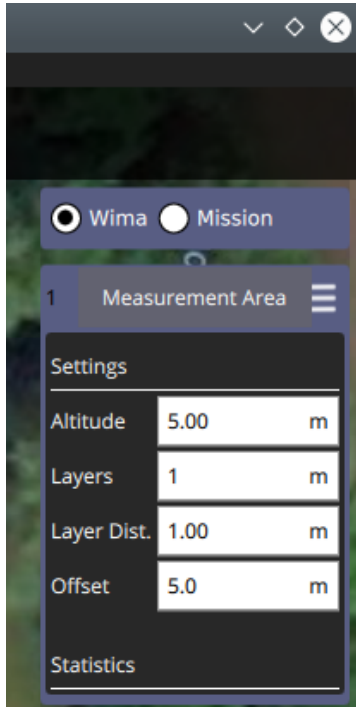 Wima Mission
1 Measurement Area
Settings
Altitude 5.00 m
Layers 1 m
Layer Dist. 1.00 m
Offset 5.0 m
Statistics